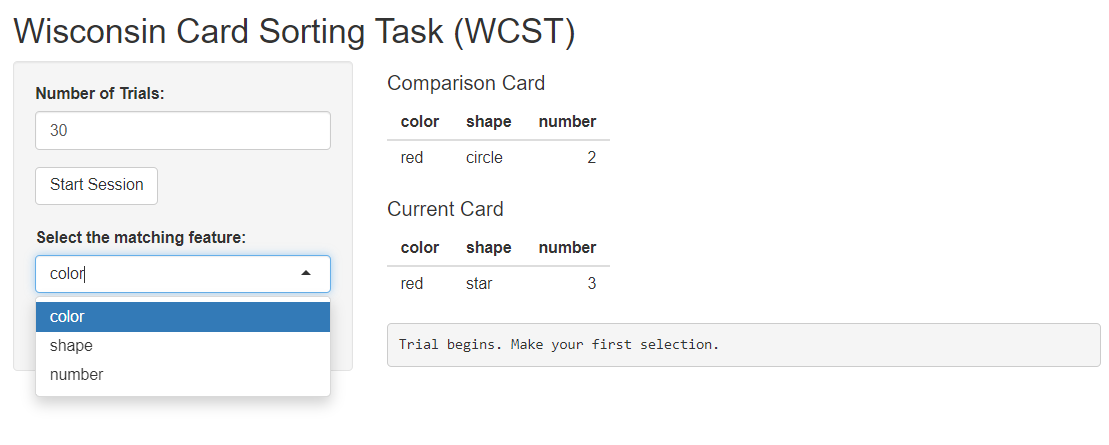 Wisconsin Card Sorting Task (WCST)
Number of Trials:
30
Start Session
Select the matching feature:
color
color
shape
number
Comparison Card
color shape number
red circle 2
Current Card
color shape number
red star 3
Trial begins. Make your first selection.